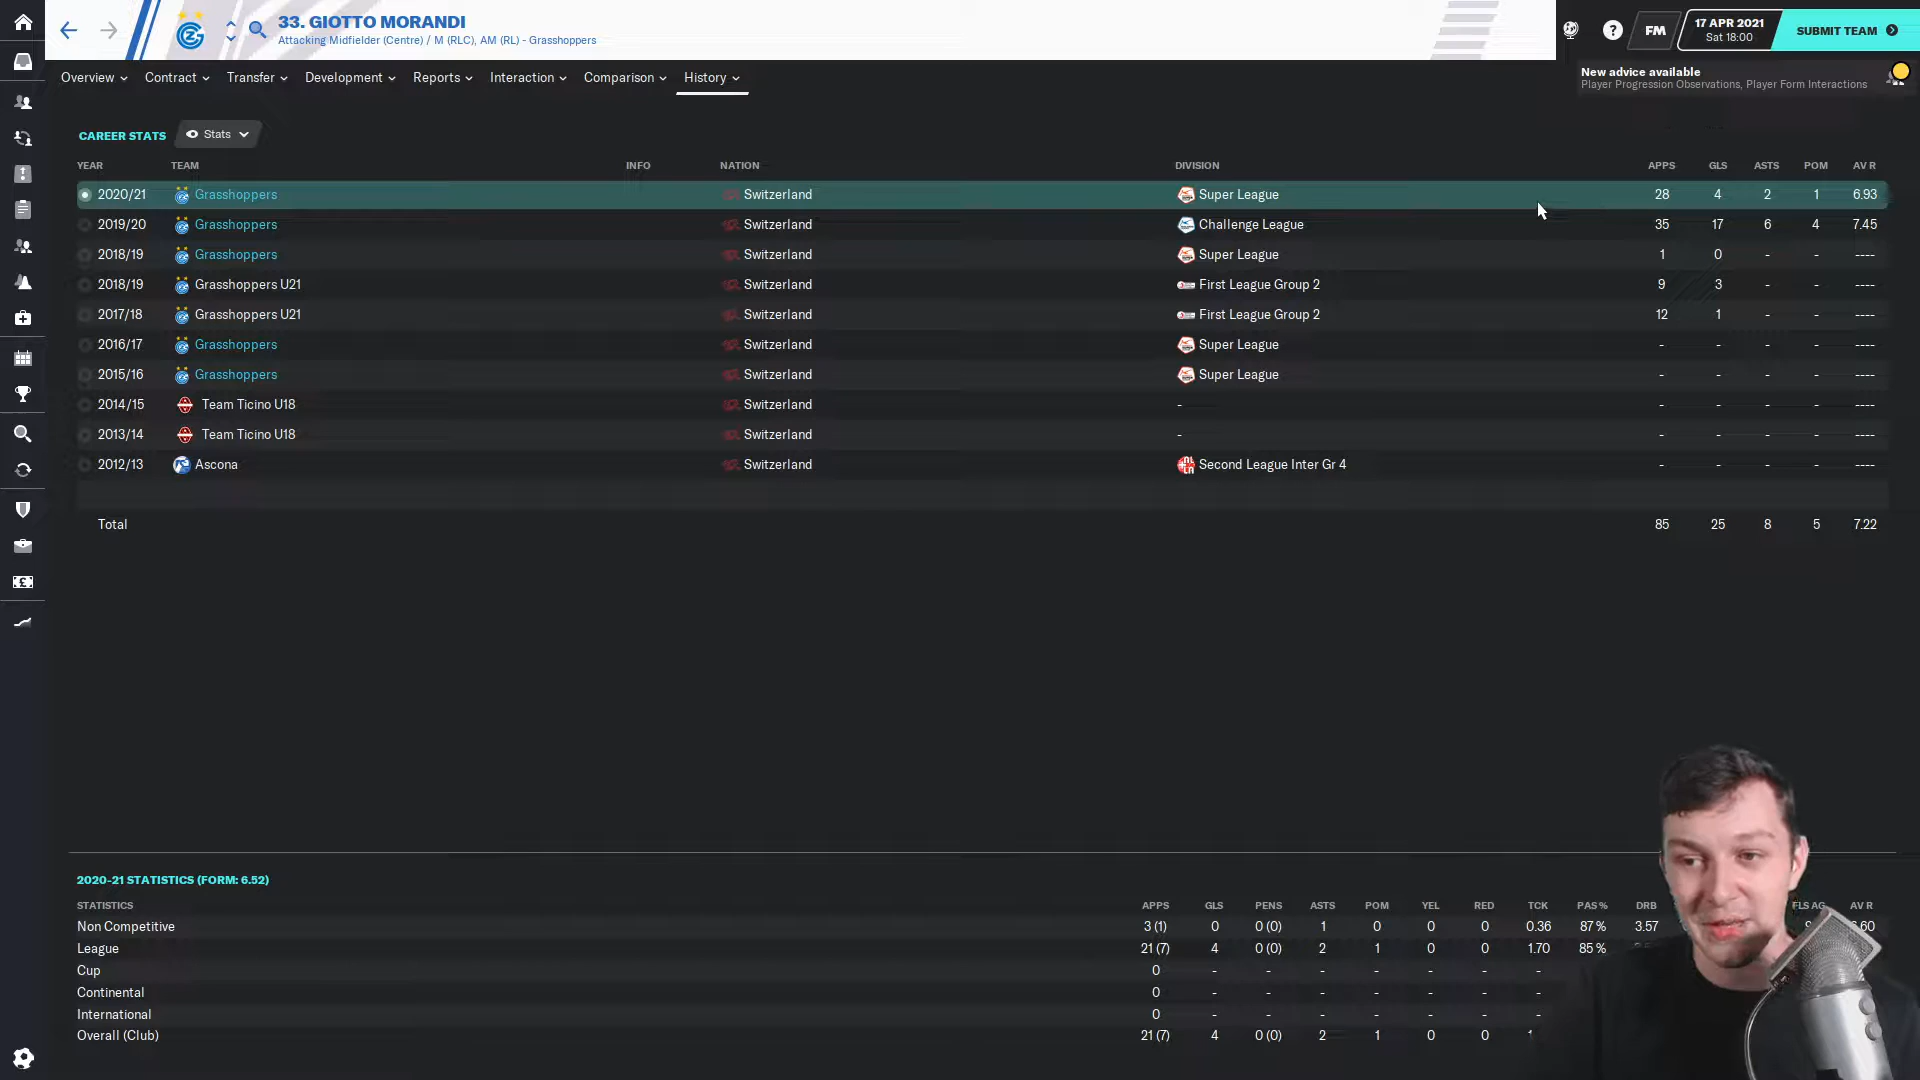 33. GIOTTO MORANDI
Attacking Midfielder (Centre) / M (RLC), AM (RL) - Grasshoppers
FM
17 APR 2021
Sat 18:00
SUBMIT TEAM
Overview Contract Transfer Development Reports Interaction Comparison History
New advice available
Player Progression Observations, Player Form Interactions
CAREER STATS Stats
YEAR TEAM INFO NATION DIVISION APPS GLS ASTS POM AV R
2020/21 Grasshoppers Switzerland Super League 28 4 2 1 6.93
2019/20 Grasshoppers Switzerland Challenge League 35 17 6 4 7.45
2018/19 Grasshoppers Switzerland Super League 1 0 - - ----
2018/19 Grasshoppers U21 Switzerland First League Group 2 9 3 - - ----
2017/18 Grasshoppers U21 Switzerland First League Group 2 12 1 - - ----
2016/17 Grasshoppers Switzerland Super League - - - - ----
2015/16 Grasshoppers Switzerland Super League - - - - ----
2014/15 Team Ticino U18 Switzerland - - - - - ----
2013/14 Team Ticino U18 Switzerland - - - - - ----
2012/13 Ascona Switzerland Second League Inter Gr 4 - - - - ----
Total 85 25 8 5 7.22
2020-21 STATISTICS (FORM: 6.52)
STATISTICS APPS GLS PENS ASTS POM YEL RED TCK PAS % DRB FLS AG AV R
Non Competitive 3 (1) 0 0 (0) 1 0 0 0 0.36 87 % 3.57
League 21 (7) 4 0 (0) 2 1 0 0 1.70 85 %
Cup 0 - - - - - - -
Continental 0 - - - - - - -
International 0 - - - - - - -
Overall (Club) 21 (7) 4 0 (0) 2 1 0 0